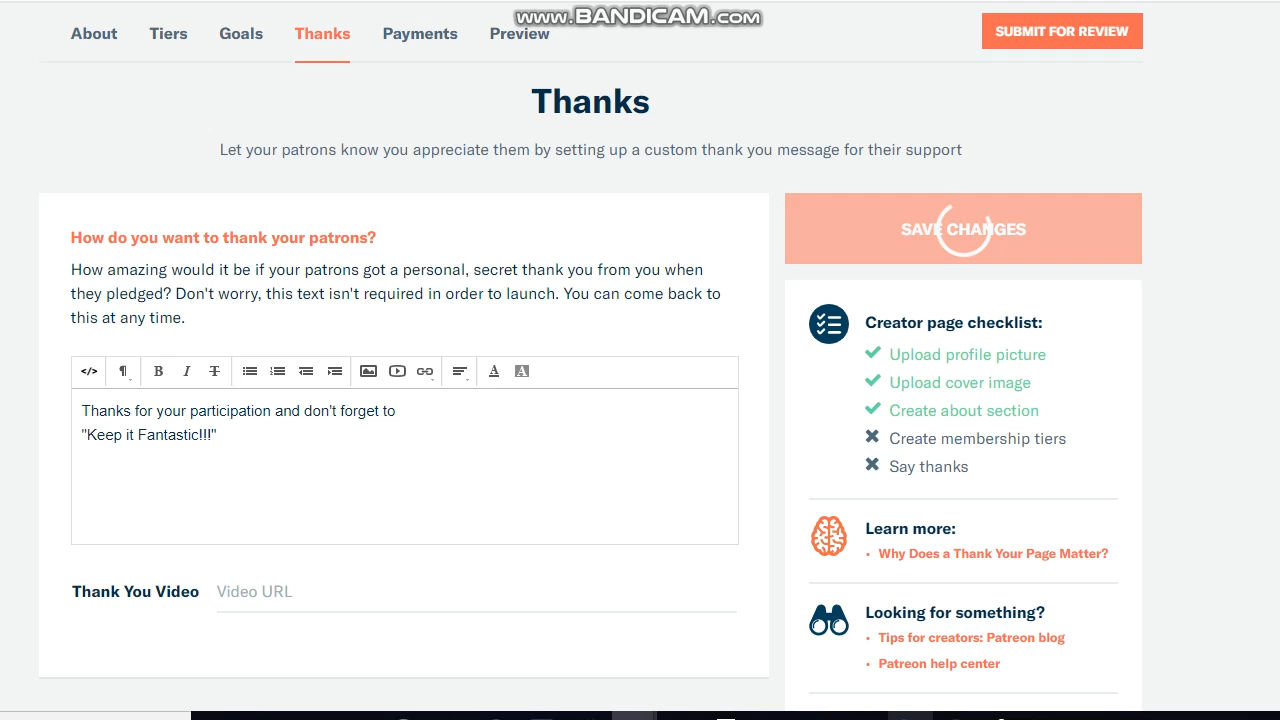 www.BANDICAM.com
About Tiers Goals Thanks Payments Preview
SUBMIT FOR REVIEW
Thanks
Let your patrons know you appreciate them by setting up a custom thank you message for their support
How do you want to thank your patrons?
How amazing would it be if your patrons got a personal, secret thank you from you when
they pledged? Don't worry, this text isn't required in order to launch. You can come back to
this at any time.
Thanks for your participation and don't forget to
"Keep it Fantastic!!!"
Thank You Video Video URL
SAVE CHANGES
Creator page checklist:
Upload profile picture
Upload cover image
Create about section
Create membership tiers
Say thanks
Learn more:
• Why Does a Thank Your Page Matter?
Looking for something?
• Tips for creators: Patreon blog
• Patreon help center